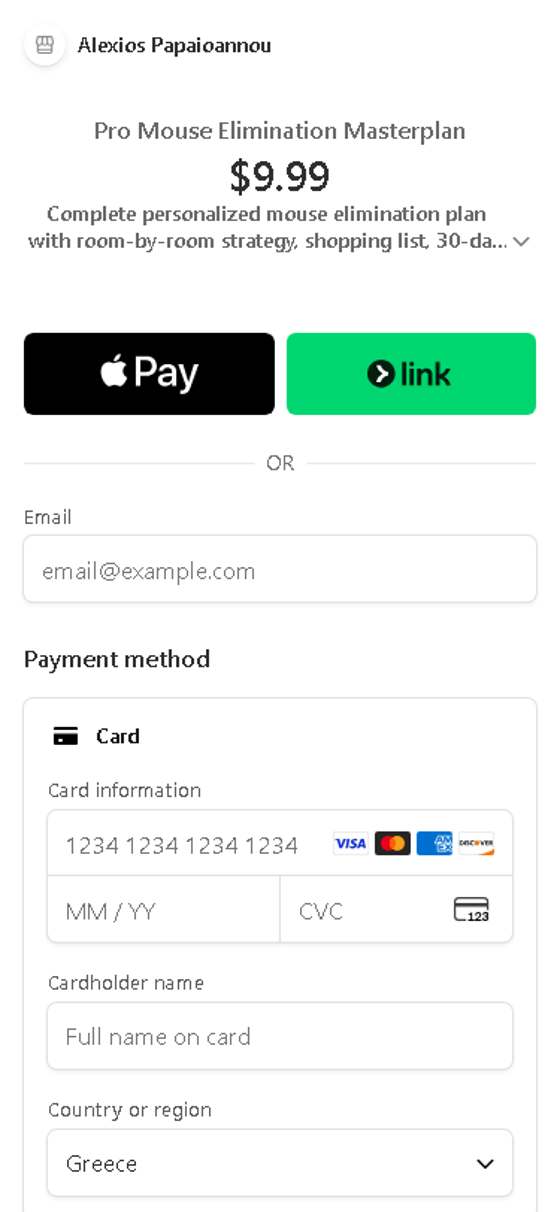 Alexios Papaioannou
Pro Mouse Elimination Masterplan
$9.99
Complete personalized mouse elimination plan
with room-by-room strategy, shopping list, 30-da...
Pay
link
OR
Email
email@example.com
Payment method
Card
Card information
1234 1234 1234 1234
VISA
AMEX
DISCOVER
MM / YY
CVC
123
Cardholder name
Full name on card
Country or region
Greece